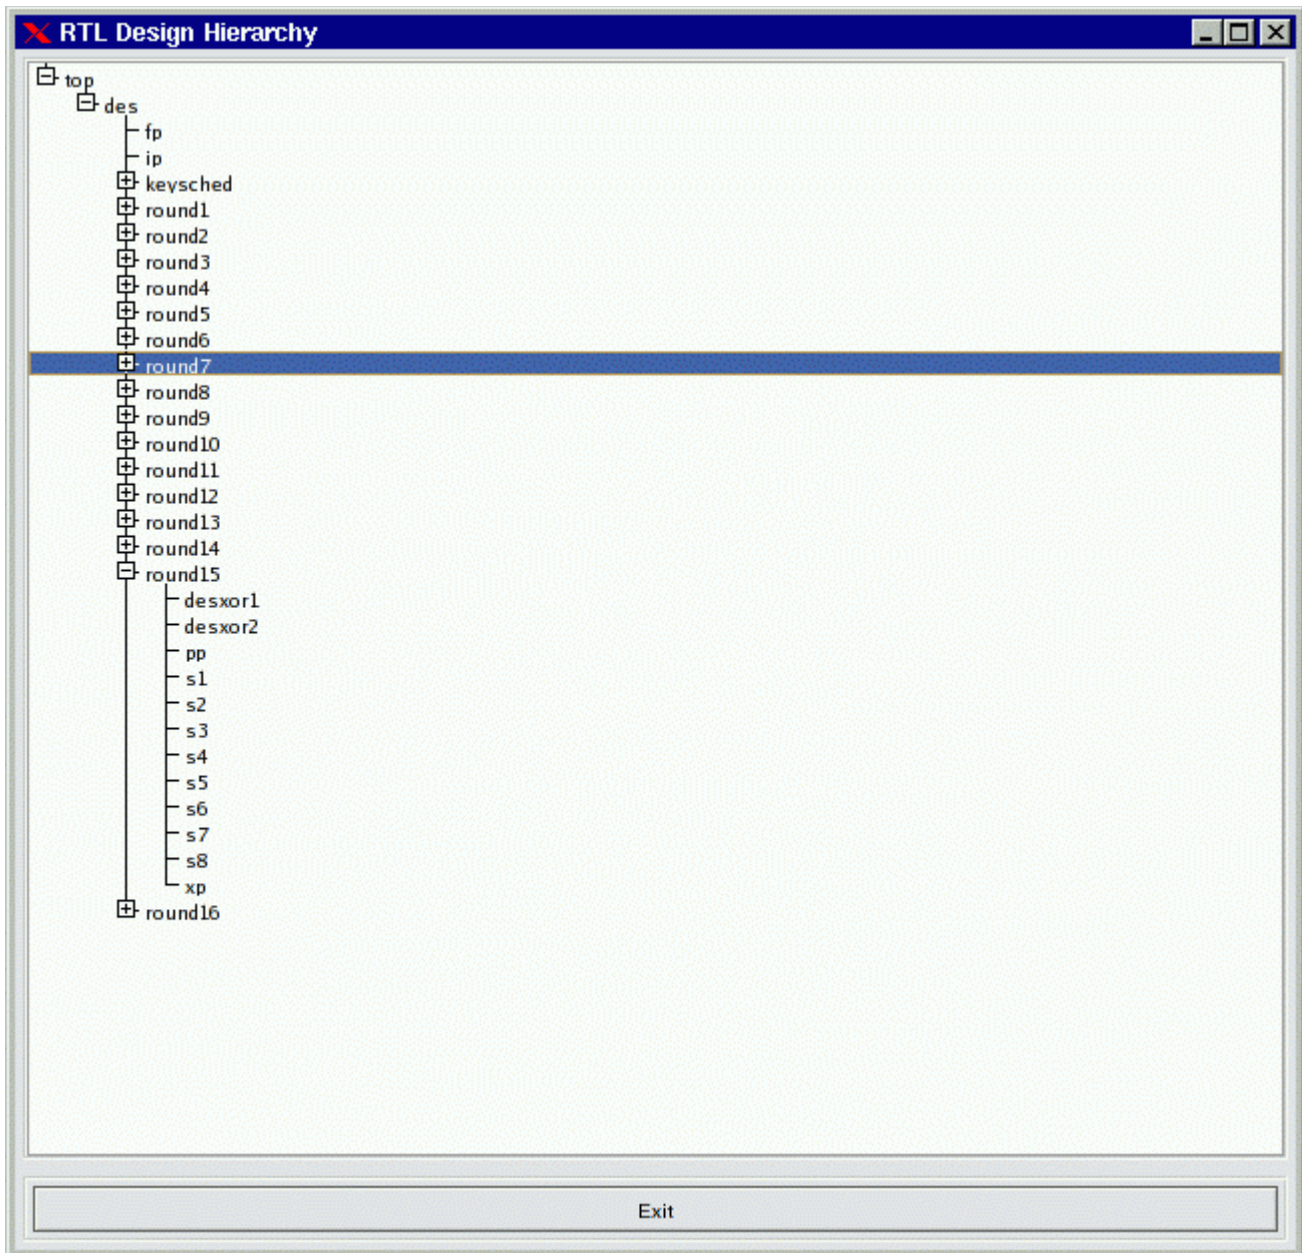 RTL Design Hierarchy
top
des
fp
ip
keysched
round1
round2
round3
round4
round5
round6
round7
round8
round9
round10
round11
round12
round13
round14
round15
desxor1
desxor2
pp
s1
s2
s3
s4
s5
s6
s7
s8
xp
round16
Exit